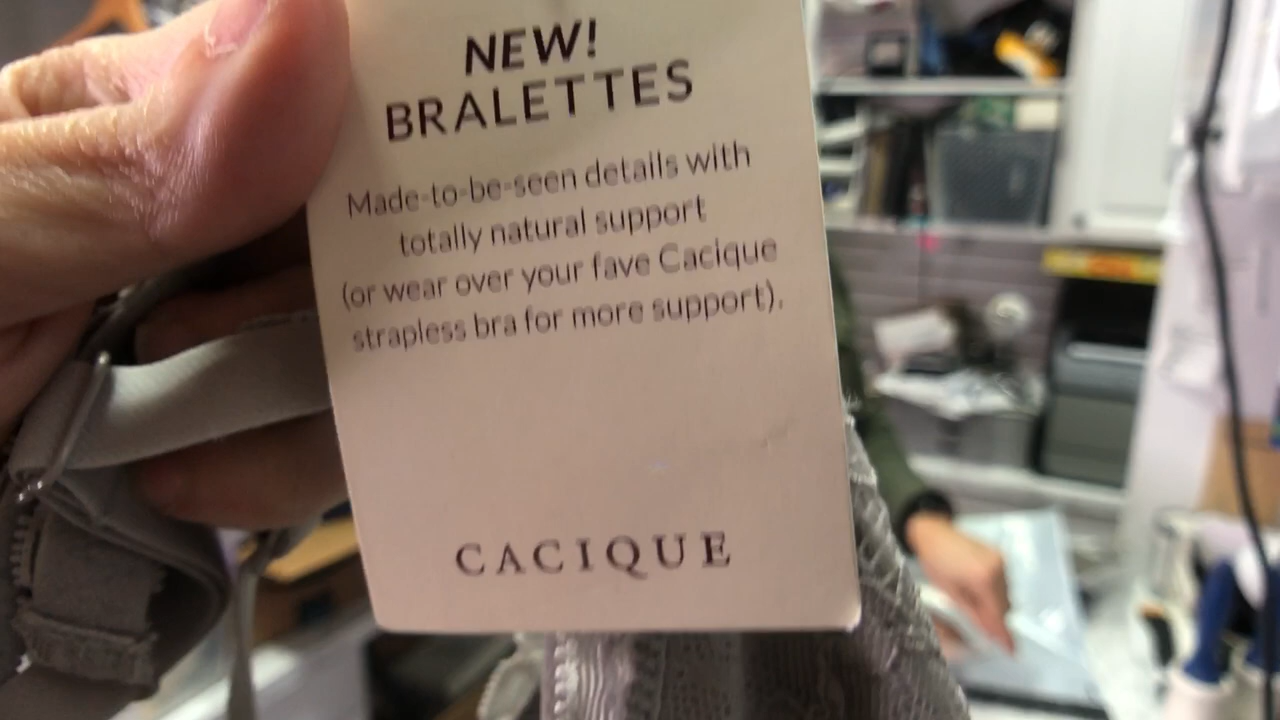 NEW!
BRALETTES
Made-to-be-seen details with
totally natural support
(or wear over your fave Cacique
strapless bra for more support).
CACIQUE